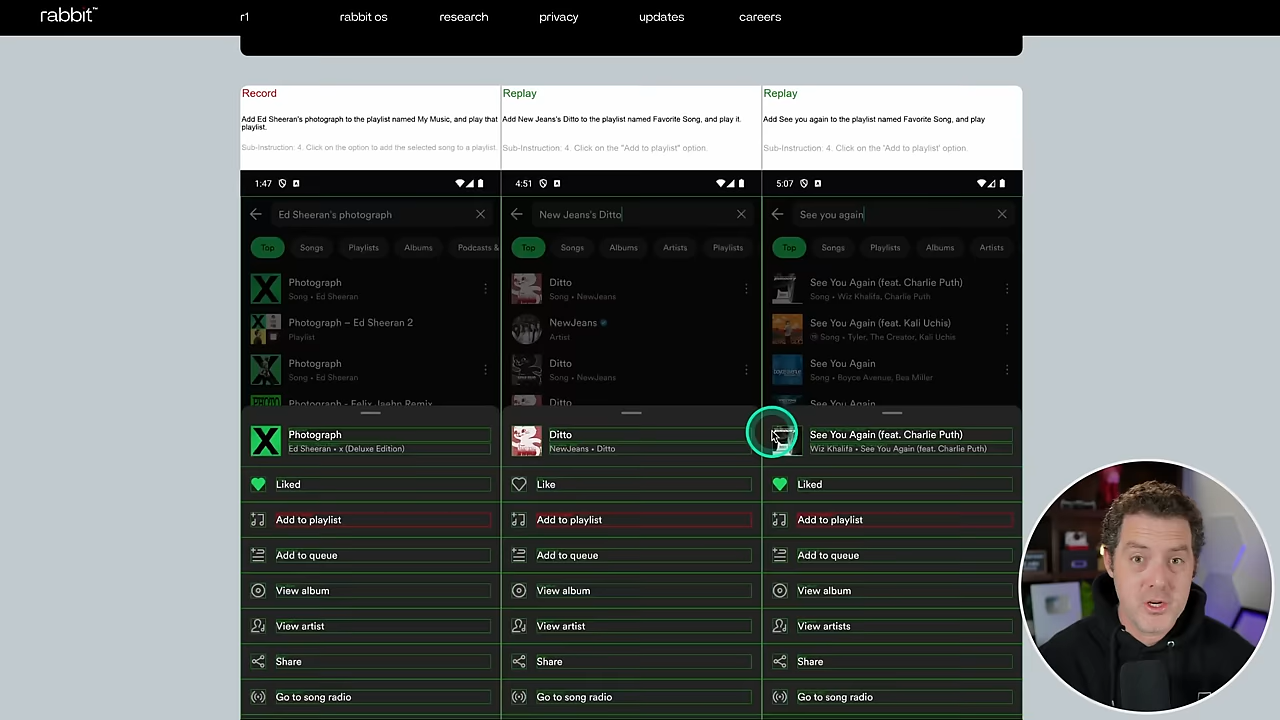 rabbit™
r1
rabbit os
research
privacy
updates
careers
Record
Add Ed Sheeran's photograph to the playlist named My Music, and play that
playlist.
Sub-Instruction: 4. Click on the option to add the selected song to a playlist.
1:47
Ed Sheeran's photograph
Top
Songs
Playlists
Albums
Podcasts &
Photograph
Song • Ed Sheeran
Photograph – Ed Sheeran 2
Playlist
Photograph
Song • Ed Sheeran
Photograph - Felix Jaehn Remix
Photograph
Ed Sheeran • x (Deluxe Edition)
Liked
Add to playlist
Add to queue
View album
View artist
Share
Go to song radio
Replay
Add New Jeans's Ditto to the playlist named Favorite Song, and play it.
Sub-Instruction: 4. Click on the "Add to playlist" option.
4:51
New Jeans's Ditto
Top
Songs
Albums
Artists
Playlists
Ditto
Song • NewJeans
NewJeans
Artist
Ditto
Song • NewJeans
Ditto
Ditto
NewJeans • Ditto
Like
Add to playlist
Add to queue
View album
View artist
Share
Go to song radio
Replay
Add See you again to the playlist named Favorite Song, and play
Sub-Instruction: 4. Click on the 'Add to playlist' option.
5:07
See you again
Top
Songs
Playlists
Albums
Artists
See You Again (feat. Charlie Puth)
Song • Wiz Khalifa, Charlie Puth
See You Again (feat. Kali Uchis)
Song • Tyler, The Creator, Kali Uchis
See You Again
Song • Boyce Avenue, Bea Miller
See You Again
See You Again (feat. Charlie Puth)
Wiz Khalifa • See You Again (feat. Charlie Puth)
Liked
Add to playlist
Add to queue
View album
View artists
Share
Go to song radio